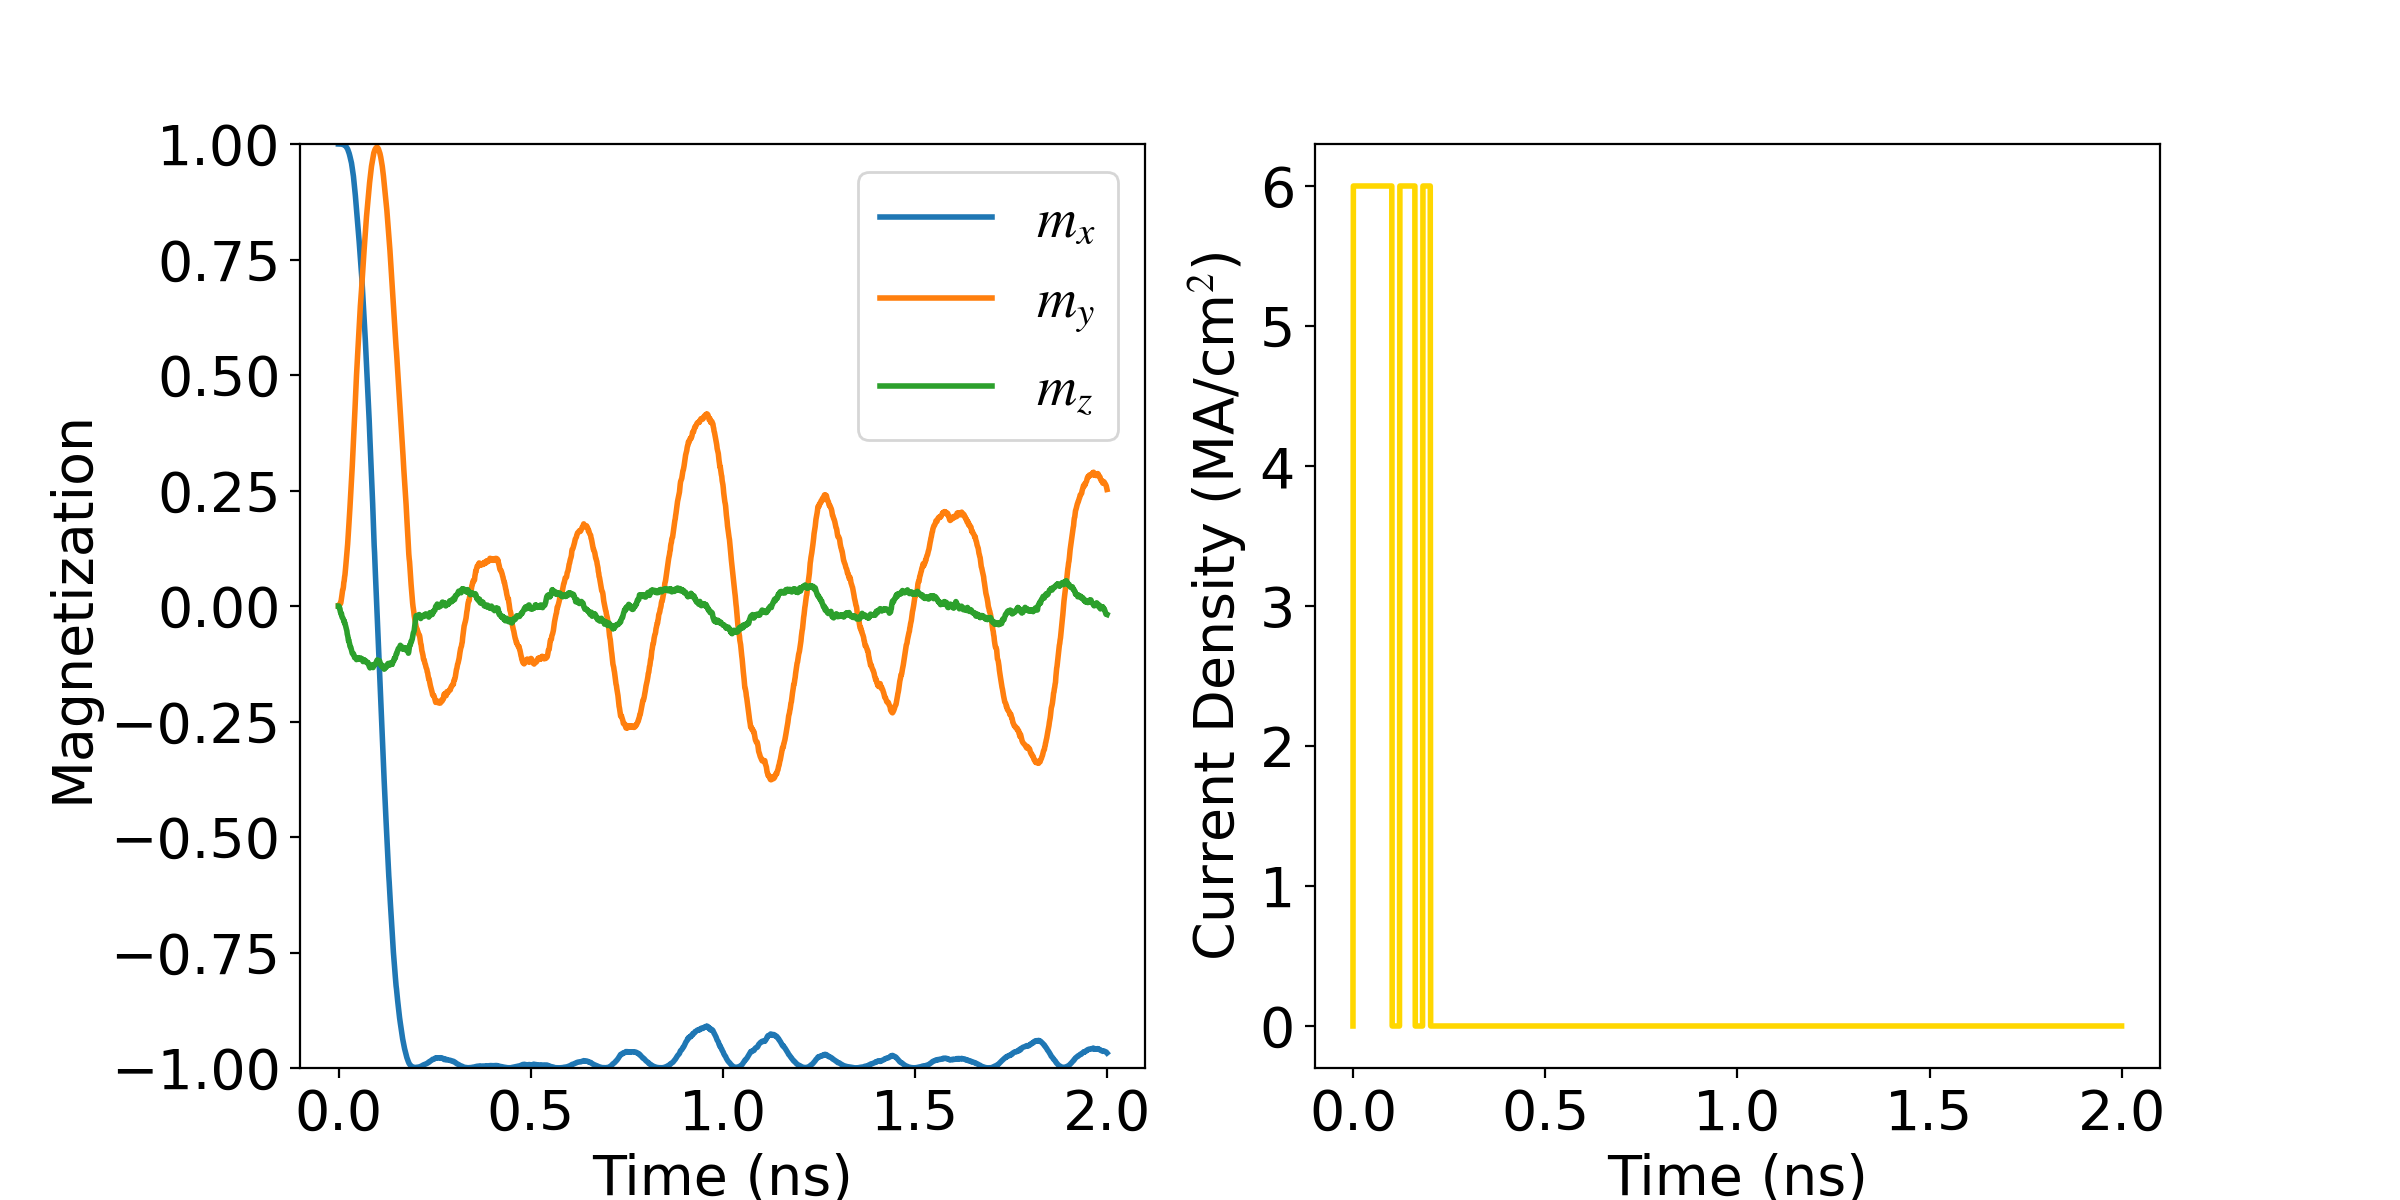 1.00
0.75
0.50
0.25
0.00
−0.25
−0.50
−0.75
−1.00
Magnetization
0.0 0.5 1.0 1.5 2.0
Time (ns)
m_x
m_y
m_z
6
5
4
3
2
1
0
Current Density (MA/cm²)
0.0 0.5 1.0 1.5 2.0
Time (ns)